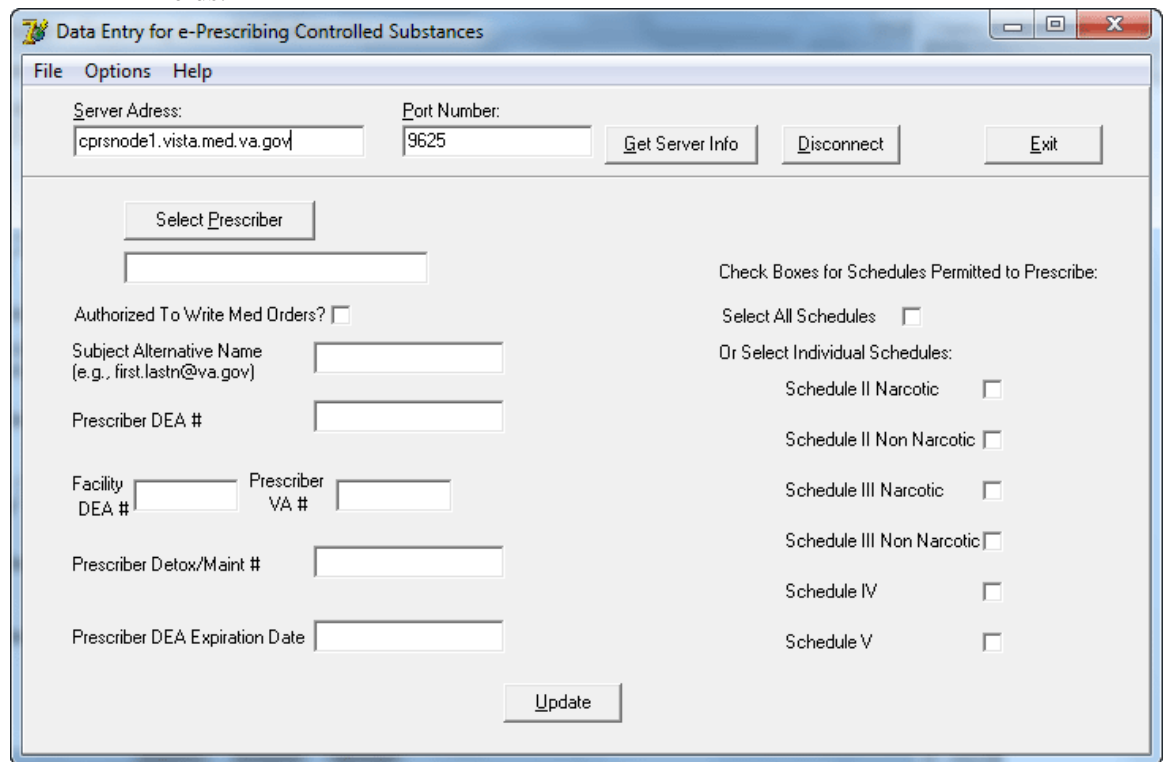 Data Entry for e-Prescribing Controlled Substances
File Options Help
Server Adress:
Port Number:
cprsnode1.vista.med.va.gov
9625
Get Server Info
Disconnect
Exit
Select Prescriber
Check Boxes for Schedules Permitted to Prescribe:
Authorized To Write Med Orders?
Select All Schedules
Subject Alternative Name
(e.g., first.lastn@va.gov)
Or Select Individual Schedules:
Schedule II Narcotic
Prescriber DEA #
Schedule II Non Narcotic
Facility
DEA #
Prescriber
VA #
Schedule III Narcotic
Schedule III Non Narcotic
Prescriber Detox/Maint #
Schedule IV
Prescriber DEA Expiration Date
Schedule V
Update